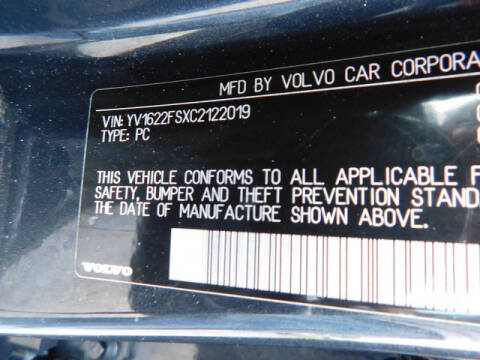 MFD BY VOLVO CAR CORPORA
VIN: YV1622FSXC2122019
TYPE: PC
THIS VEHICLE CONFORMS TO ALL APPLICABLE F
SAFETY, BUMPER AND THEFT PREVENTION STAND
THE DATE OF MANUFACTURE SHOWN ABOVE.
VOLVO